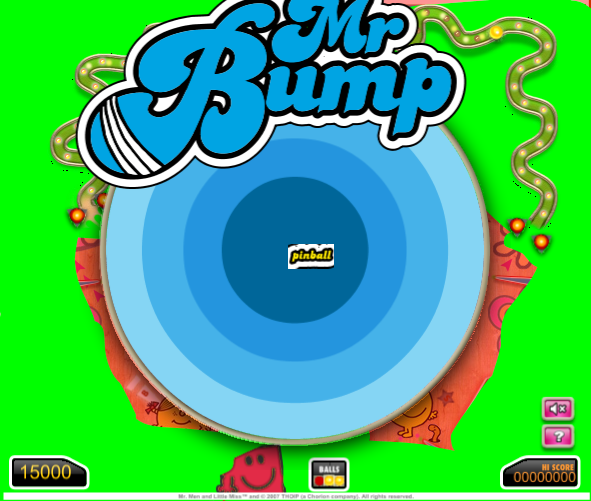 Mr
Bump
pinball
15000
BALLS
HI SCORE
00000000
?
Mr. Men and Little Miss™ and © 2007 THOIP (a Chorion company). All rights reserved.